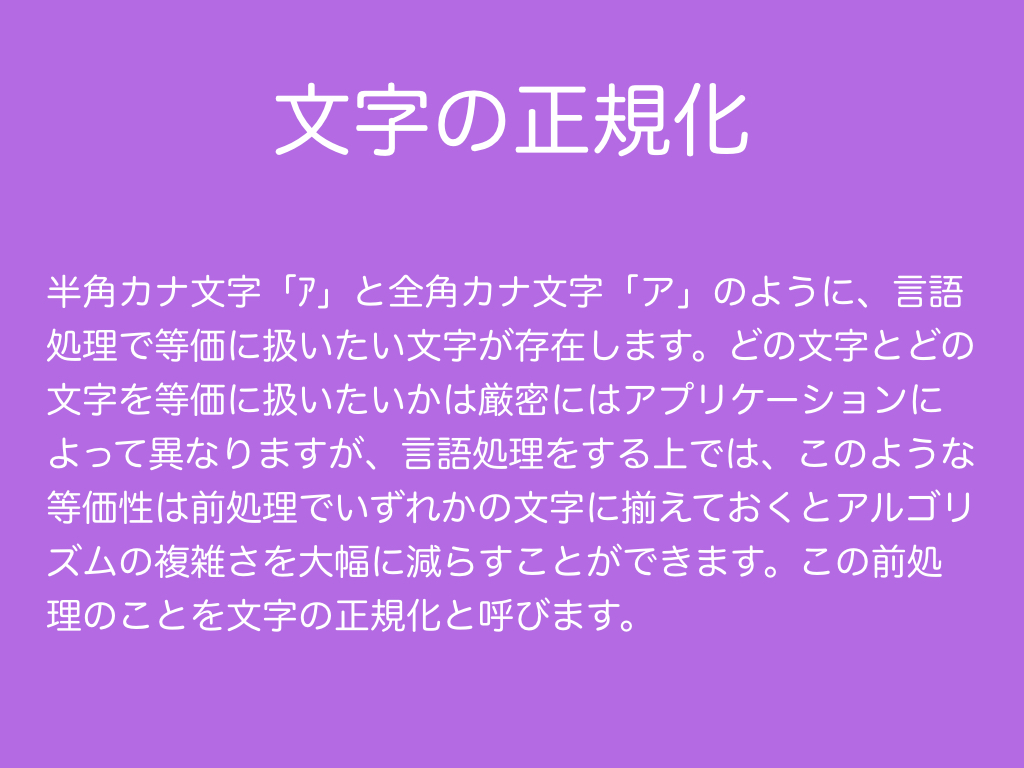 文字の正規化
半角カナ文字「ｱ」と全角カナ文字「ア」のように、言語
処理で等価に扱いたい文字が存在します。どの文字とどの
文字を等価に扱いたいかは厳密にはアプリケーションに
よって異なりますが、言語処理をする上では、このような
等価性は前処理でいずれかの文字に揃えておくとアルゴリ
ズムの複雑さを大幅に減らすことができます。この前処
理のことを文字の正規化と呼びます。